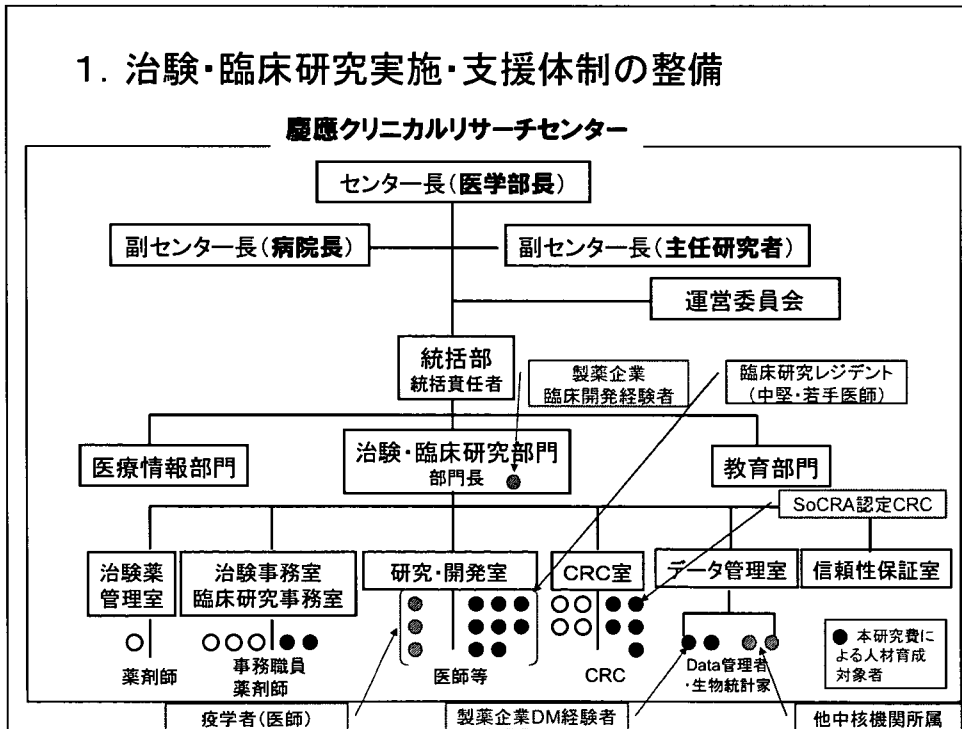 1. 治験・臨床研究実施・支援体制の整備
慶應クリニカルリサーチセンター
センター長(医学部長)
副センター長(病院長)
副センター長(主任研究者)
運営委員会
統括部
統括責任者
製薬企業
臨床開発経験者
臨床研究レジデント
(中堅・若手医師)
医療情報部門
治験・臨床研究部門
部門長
教育部門
SoCRA認定CRC
治験薬
管理室
治験事務室
臨床研究事務室
研究・開発室
CRC室
データ管理室
信頼性保証室
薬剤師
事務職員
薬剤師
医師等
CRC
Data管理者
・生物統計家
● 本研究費に
よる人材育成
対象者
疫学者(医師)
製薬企業DM経験者
他中核機関所属